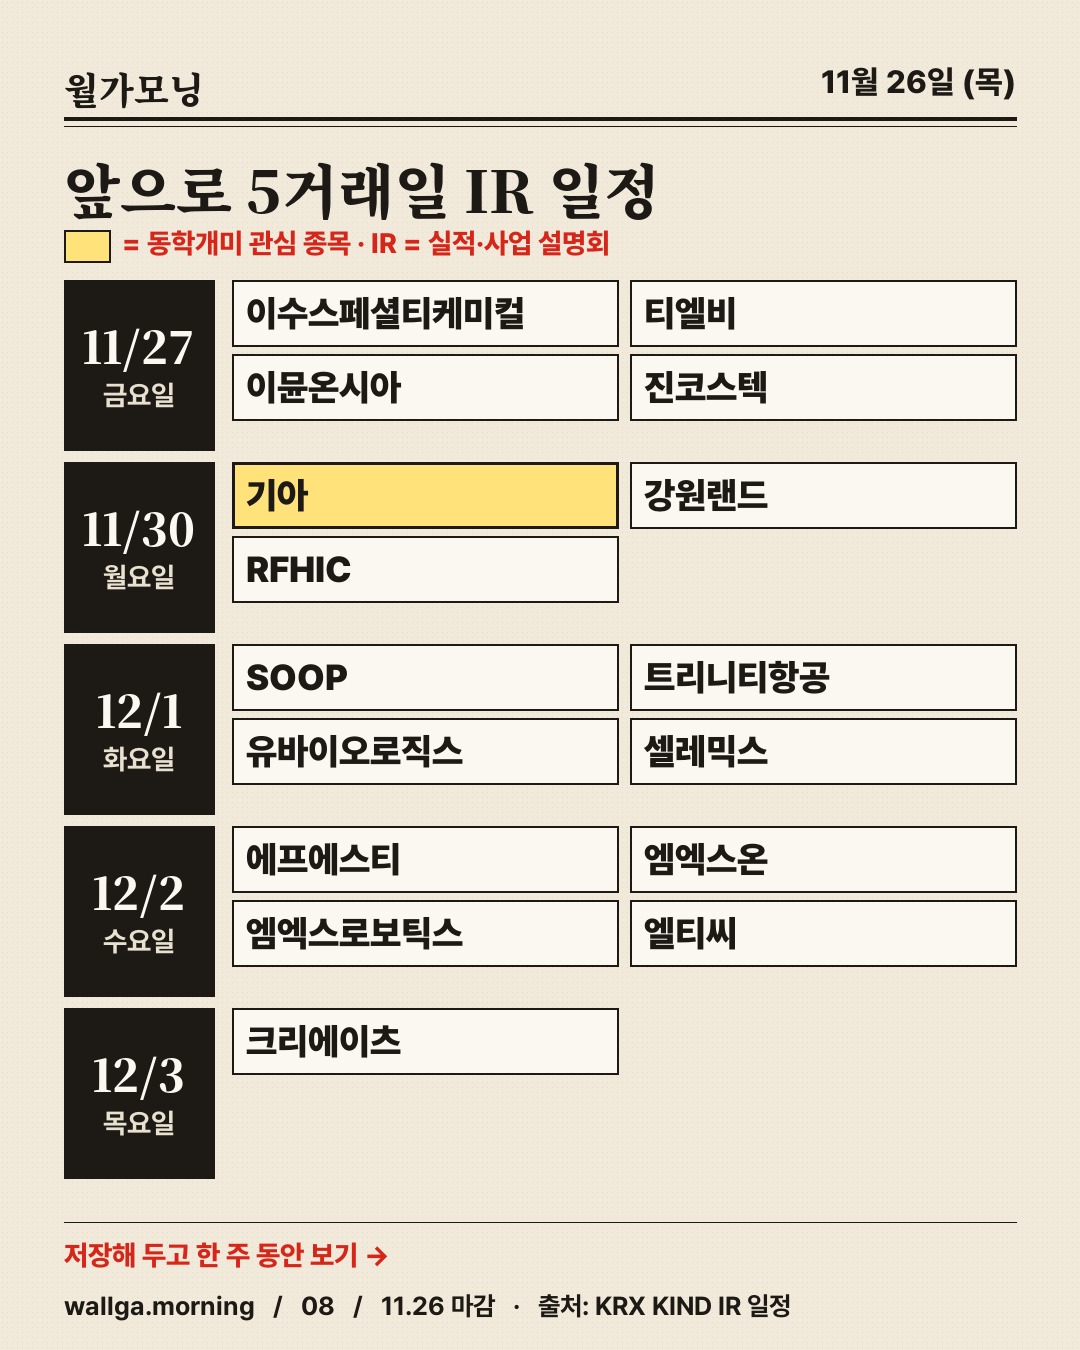 월가모닝
11월 26일 (목)
앞으로 5거래일 IR 일정
= 동학개미 관심 종목 · IR = 실적·사업 설명회
11/27
금요일
이수스페셜티케미컬
티엘비
이뮨온시아
진코스텍
11/30
월요일
기아
강원랜드
RFHIC
12/1
화요일
SOOP
트리니티항공
유바이오로직스
셀레믹스
12/2
수요일
에프에스티
엠엑스온
엠엑스로보틱스
엘티씨
12/3
목요일
크리에이츠
저장해 두고 한 주 동안 보기 →
wallga.morning / 08 / 11.26 마감 · 출처: KRX KIND IR 일정